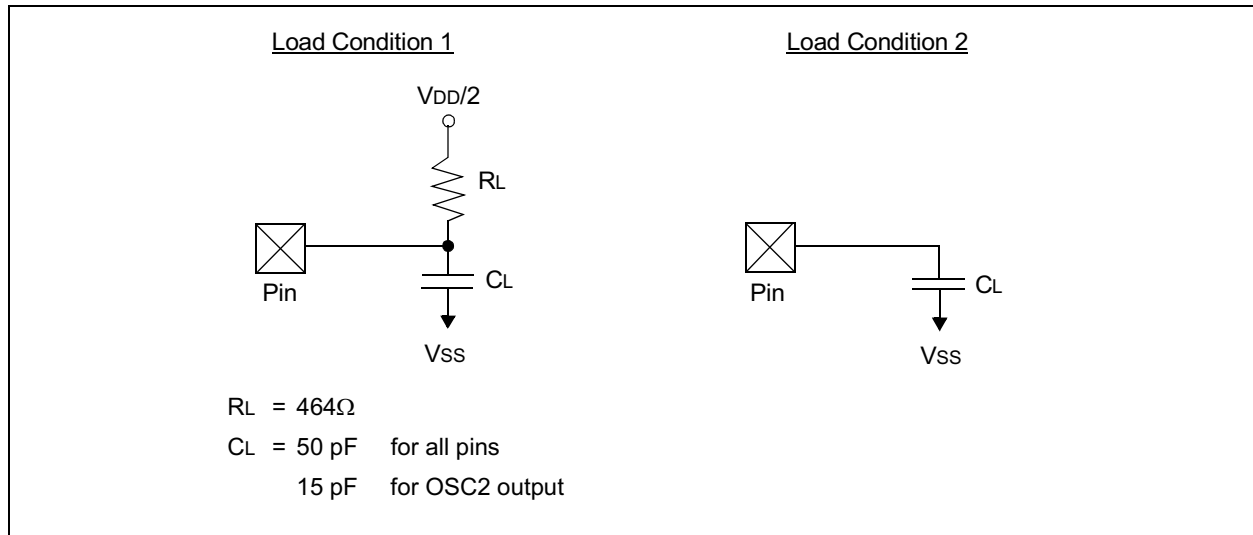 Load Condition 1
VDD/2
RL
Pin
CL
VSS
RL = 464Ω
CL = 50 pF for all pins
15 pF for OSC2 output
Load Condition 2
Pin
CL
VSS